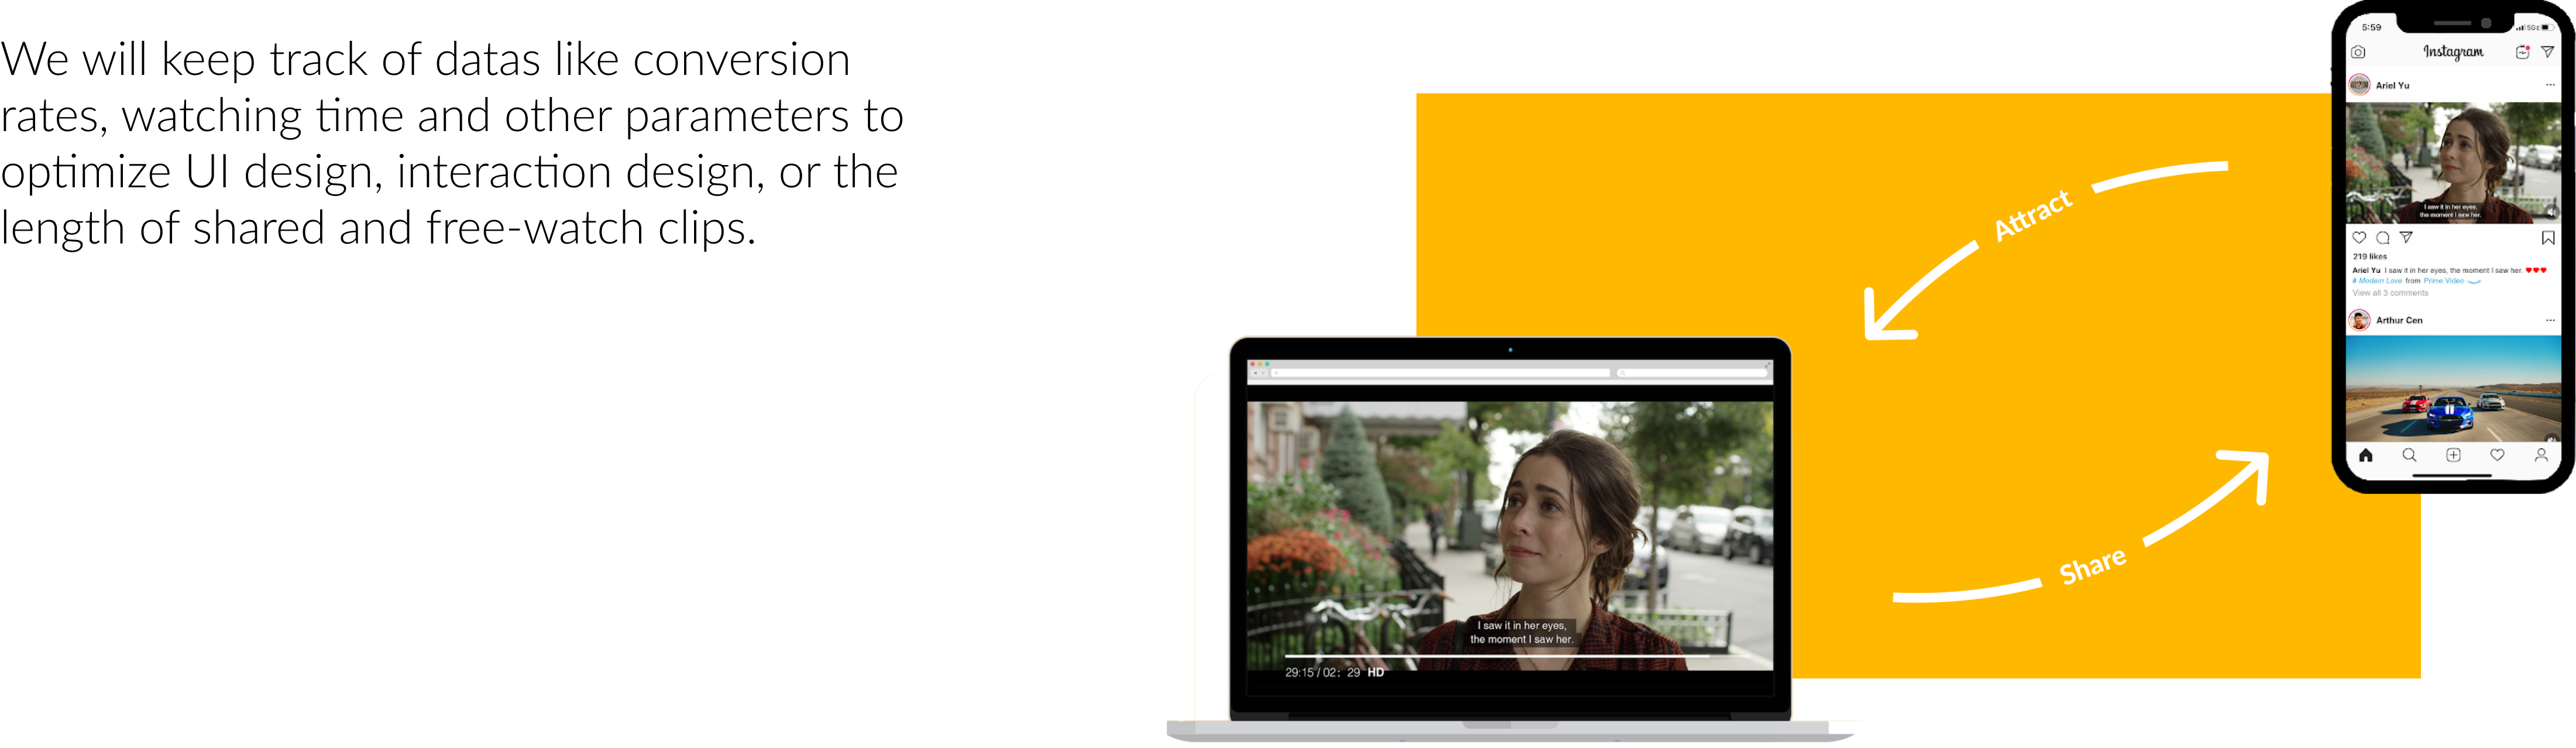 We will keep track of datas like conversion
rates, watching time and other parameters to
optimize UI design, interaction design, or the
length of shared and free-watch clips.
Attract
Share
I saw it in her eyes,
the moment I saw her.
29:15 / 02: 29 HD
5:59
5G
Instagram
Ariel Yu
I saw it in her eyes,
the moment I saw her.
219 likes
Ariel Yu I saw it in her eyes, the moment I saw her. ❤❤❤
# Modern Love from Prime Video
View all 3 comments
Arthur Cen